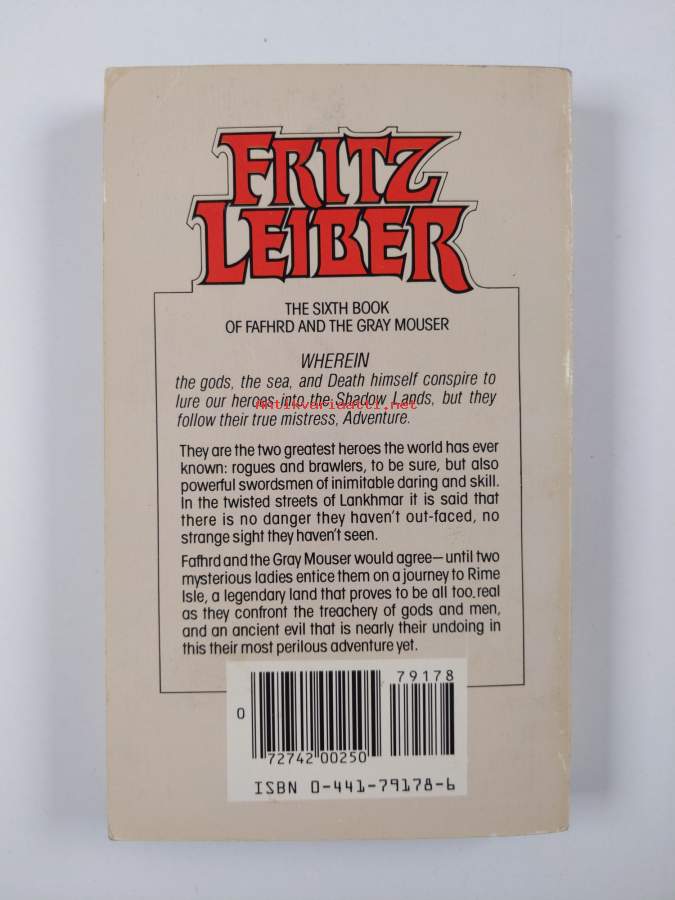 FRITZ
LEIBER
THE SIXTH BOOK
OF FAFHRD AND THE GRAY MOUSER
WHEREIN
the gods, the sea, and Death himself conspire to
lure our heroes into the Shadow Lands, but they
antikvariaatti.net
follow their true mistress, Adventure.
They are the two greatest heroes the world has ever
known: rogues and brawlers, to be sure, but also
powerful swordsmen of inimitable daring and skill.
In the twisted streets of Lankhmar it is said that
there is no danger they haven't out-faced, no
strange sight they haven't seen.
Fafhrd and the Gray Mouser would agree—until two
mysterious ladies entice them on a journey to Rime
Isle, a legendary land that proves to be all too real
as they confront the treachery of gods and men,
and an ancient evil that is nearly their undoing in
this their most perilous adventure yet.
79178
0
72742 00250
ISBN 0-441-79178-6